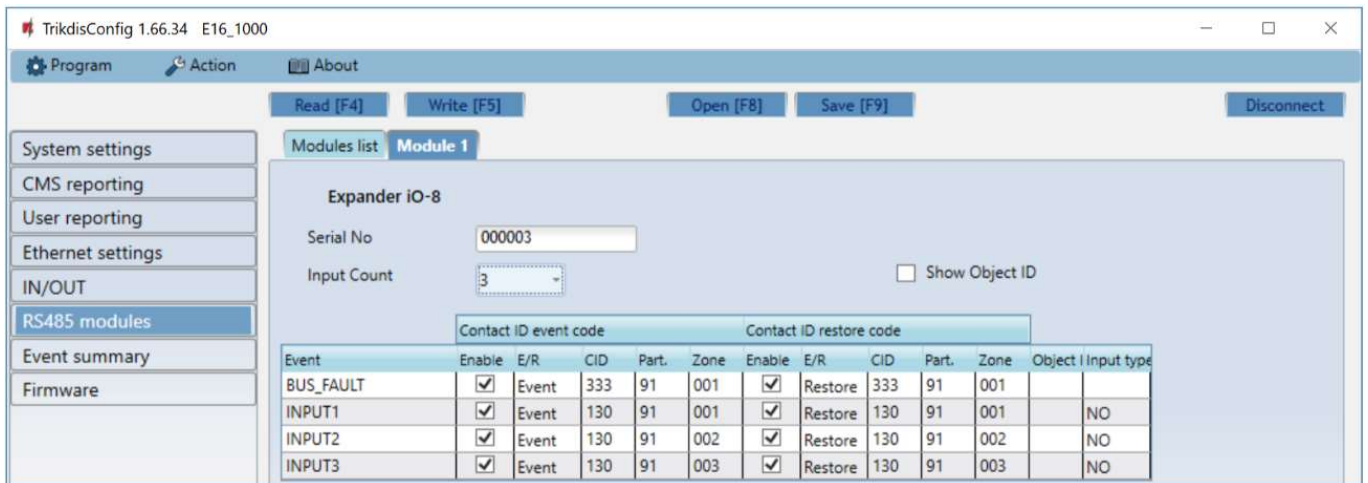 TrikdisConfig 1.66.34 E16_1000
Program Action About
Read [F4] Write [F5] Open [F8] Save [F9] Disconnect
System settings
CMS reporting
User reporting
Ethernet settings
IN/OUT
RS485 modules
Event summary
Firmware
Modules list Module 1
Expander iO-8
Serial No 000003
Input Count 3 Show Object ID
Contact ID event code Contact ID restore code
Event Enable E/R CID Part. Zone Enable E/R CID Part. Zone Object I Input type
BUS_FAULT Event 333 91 001 Restore 333 91 001
INPUT1 Event 130 91 001 Restore 130 91 001 NO
INPUT2 Event 130 91 002 Restore 130 91 002 NO
INPUT3 Event 130 91 003 Restore 130 91 003 NO